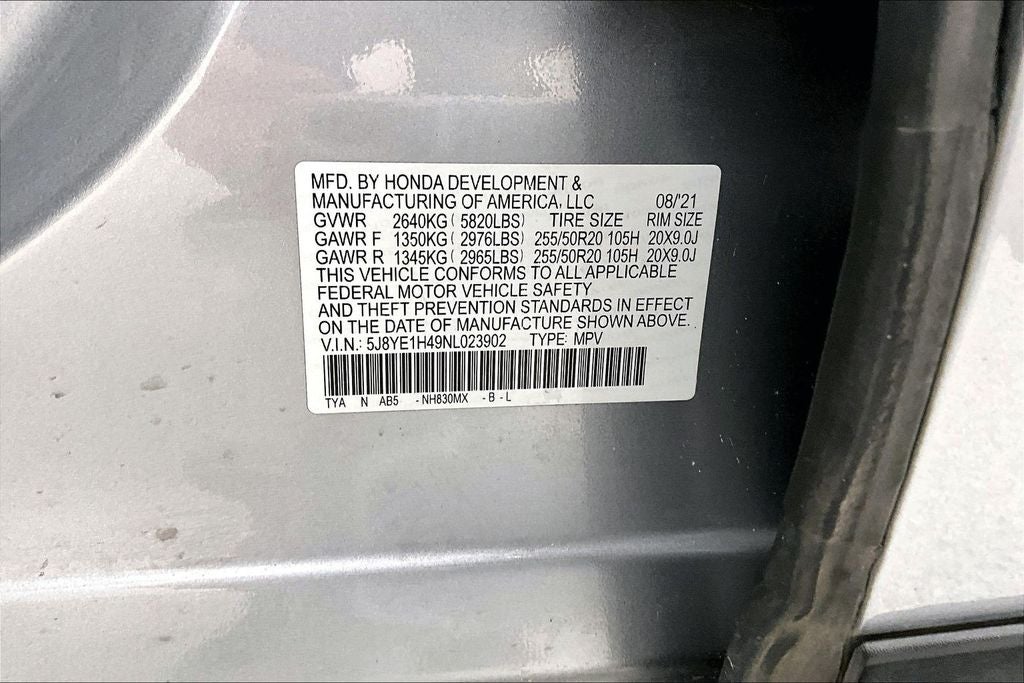 MFD. BY HONDA DEVELOPMENT &
MANUFACTURING OF AMERICA, LLC 08/'21
GVWR 2640KG ( 5820LBS) TIRE SIZE RIM SIZE
GAWR F 1350KG ( 2976LBS) 255/50R20 105H 20X9.0J
GAWR R 1345KG ( 2965LBS) 255/50R20 105H 20X9.0J
THIS VEHICLE CONFORMS TO ALL APPLICABLE
FEDERAL MOTOR VEHICLE SAFETY
AND THEFT PREVENTION STANDARDS IN EFFECT
ON THE DATE OF MANUFACTURE SHOWN ABOVE.
V.I.N.: 5J8YE1H49NL023902 TYPE: MPV
TYA N AB5 -NH830MX -B-L